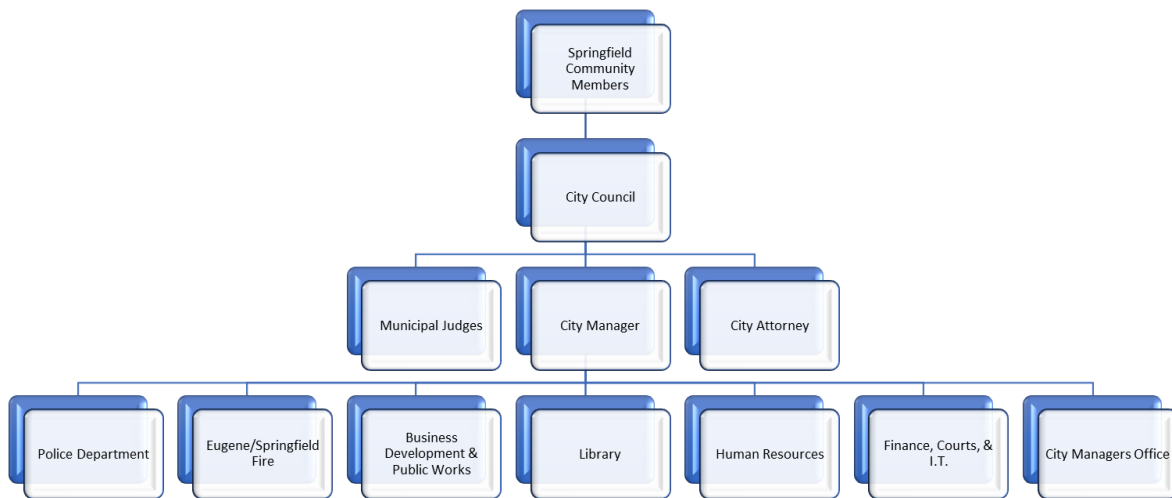 Springfield
Community
Members
City Council
Municipal Judges
City Manager
City Attorney
Police Department
Eugene/Springfield
Fire
Business
Development &
Public Works
Library
Human Resources
Finance, Courts, &
I.T.
City Managers Office